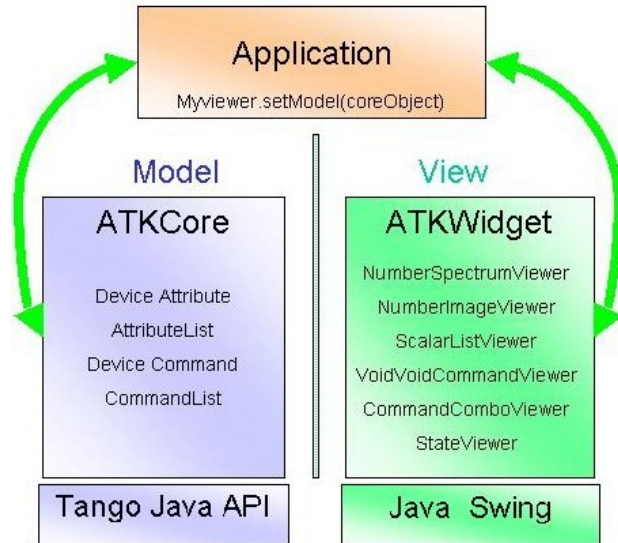 Application
Myviewer.setModel(coreObject)
Model
ATKCore
Device Attribute
AttributeList
Device Command
CommandList
Tango Java API
View
ATKWidget
NumberSpectrumViewer
NumberImageViewer
ScalarListViewer
VoidVoidCommandViewer
CommandComboViewer
StateViewer
Java Swing